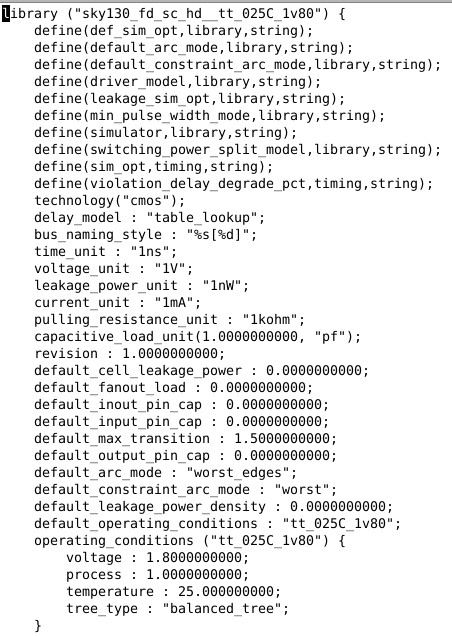 library ("sky130_fd_sc_hd__tt_025C_1v80") {
    define(def_sim_opt,library,string);
    define(default_arc_mode,library,string);
    define(default_constraint_arc_mode,library,string);
    define(driver_model,library,string);
    define(leakage_sim_opt,library,string);
    define(min_pulse_width_mode,library,string);
    define(simulator,library,string);
    define(switching_power_split_model,library,string);
    define(sim_opt,timing,string);
    define(violation_delay_degrade_pct,timing,string);
    technology("cmos");
    delay_model : "table_lookup";
    bus_naming_style : "%s[%d]";
    time_unit : "1ns";
    voltage_unit : "1V";
    leakage_power_unit : "1nW";
    current_unit : "1mA";
    pulling_resistance_unit : "1kohm";
    capacitive_load_unit(1.0000000000, "pf");
    revision : 1.0000000000;
    default_cell_leakage_power : 0.0000000000;
    default_fanout_load : 0.0000000000;
    default_inout_pin_cap : 0.0000000000;
    default_input_pin_cap : 0.0000000000;
    default_max_transition : 1.5000000000;
    default_output_pin_cap : 0.0000000000;
    default_arc_mode : "worst_edges";
    default_constraint_arc_mode : "worst";
    default_leakage_power_density : 0.0000000000;
    default_operating_conditions : "tt_025C_1v80";
    operating_conditions ("tt_025C_1v80") {
        voltage : 1.8000000000;
        process : 1.0000000000;
        temperature : 25.000000000;
        tree_type : "balanced_tree";
    }